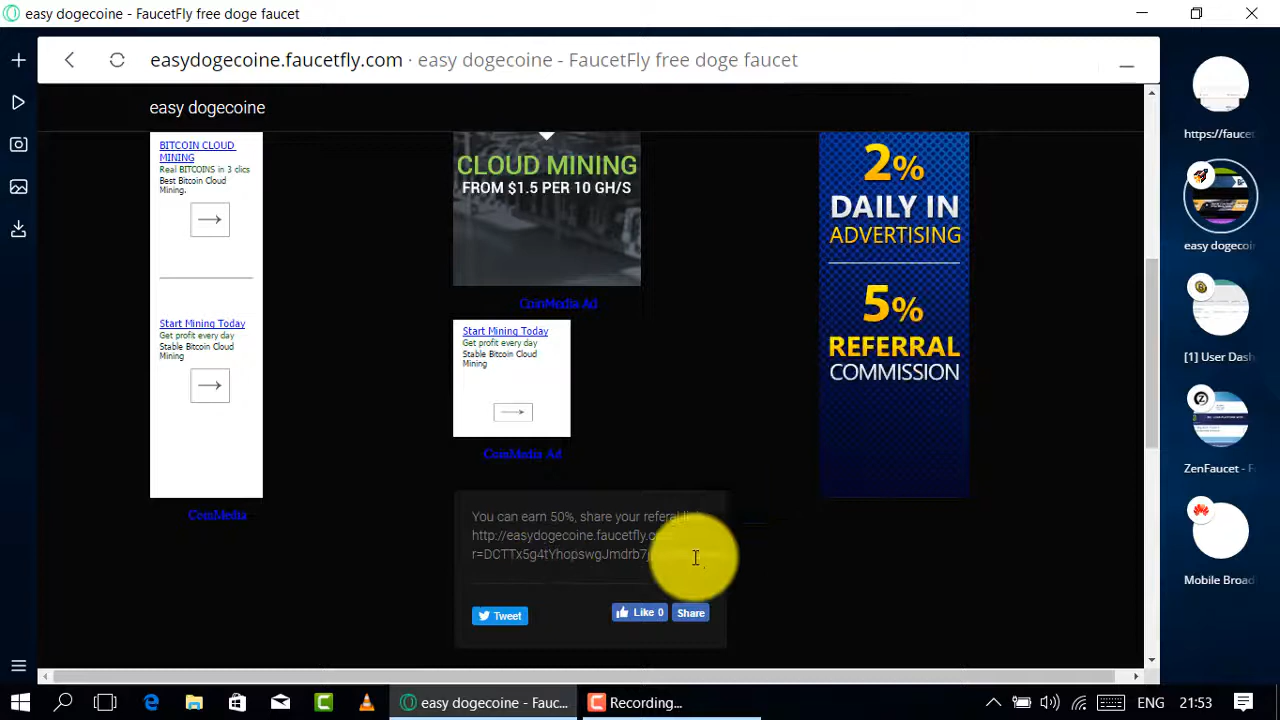 easy dogecoine - FaucetFly free doge faucet
easydogecoine.faucetfly.com · easy dogecoine - FaucetFly free doge faucet
easy dogecoine
BITCOIN CLOUD
MINING
Real BITCOINS in 3 clics
Best Bitcoin Cloud
Mining.
Start Mining Today
Get profit every day
Stable Bitcoin Cloud
Mining
CoinMedia
CLOUD MINING
FROM $1.5 PER 10 GH/S
CoinMedia Ad
Start Mining Today
Get profit every day
Stable Bitcoin Cloud
Mining
CoinMedia Ad
You can earn 50%, share your referal
http://easydogecoine.faucetfly.
Tweet
Like 0
Share
2%
DAILY IN
ADVERTISING
5%
REFERRAL
COMMISSION
https://fauce
easy dogecoi
[1] User Dash
ZenFaucet - F
Mobile Broad
easy dogecoine - Fauc...
Recording...
ENG
21:53